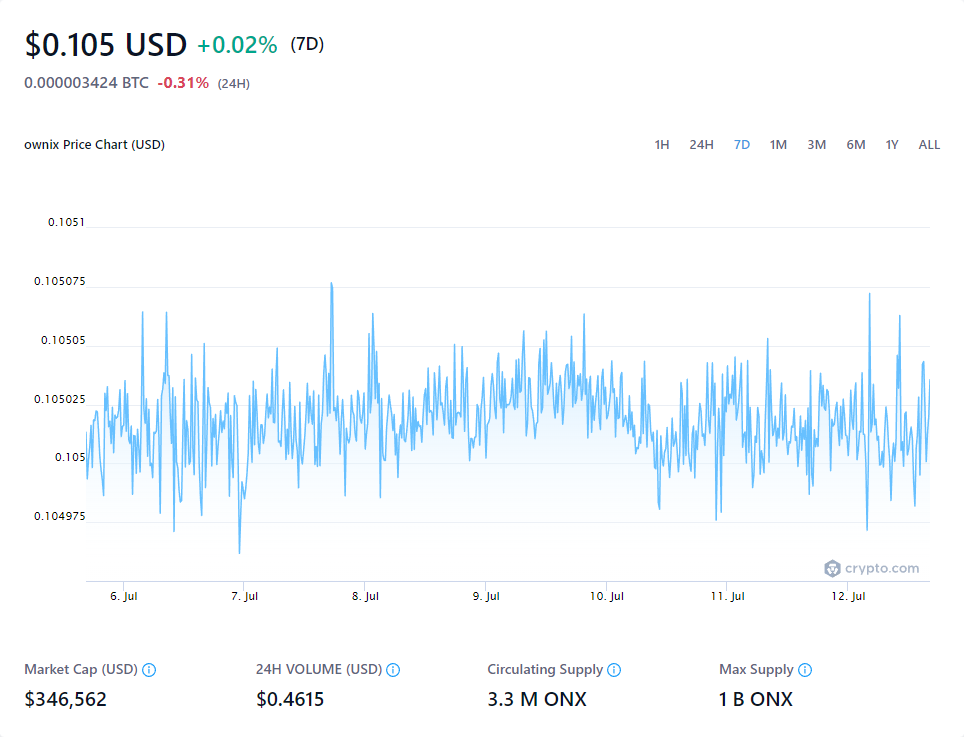 $0.105 USD +0.02% (7D)
0.000003424 BTC -0.31% (24H)
ownix Price Chart (USD) 1H 24H 7D 1M 3M 6M 1Y ALL
0.1051
0.105075
0.10505
0.105025
0.105
0.104975
crypto.com
6. Jul 7. Jul 8. Jul 9. Jul 10. Jul 11. Jul 12. Jul
Market Cap (USD) 24H VOLUME (USD) Circulating Supply Max Supply
$346,562 $0.4615 3.3 M ONX 1 B ONX